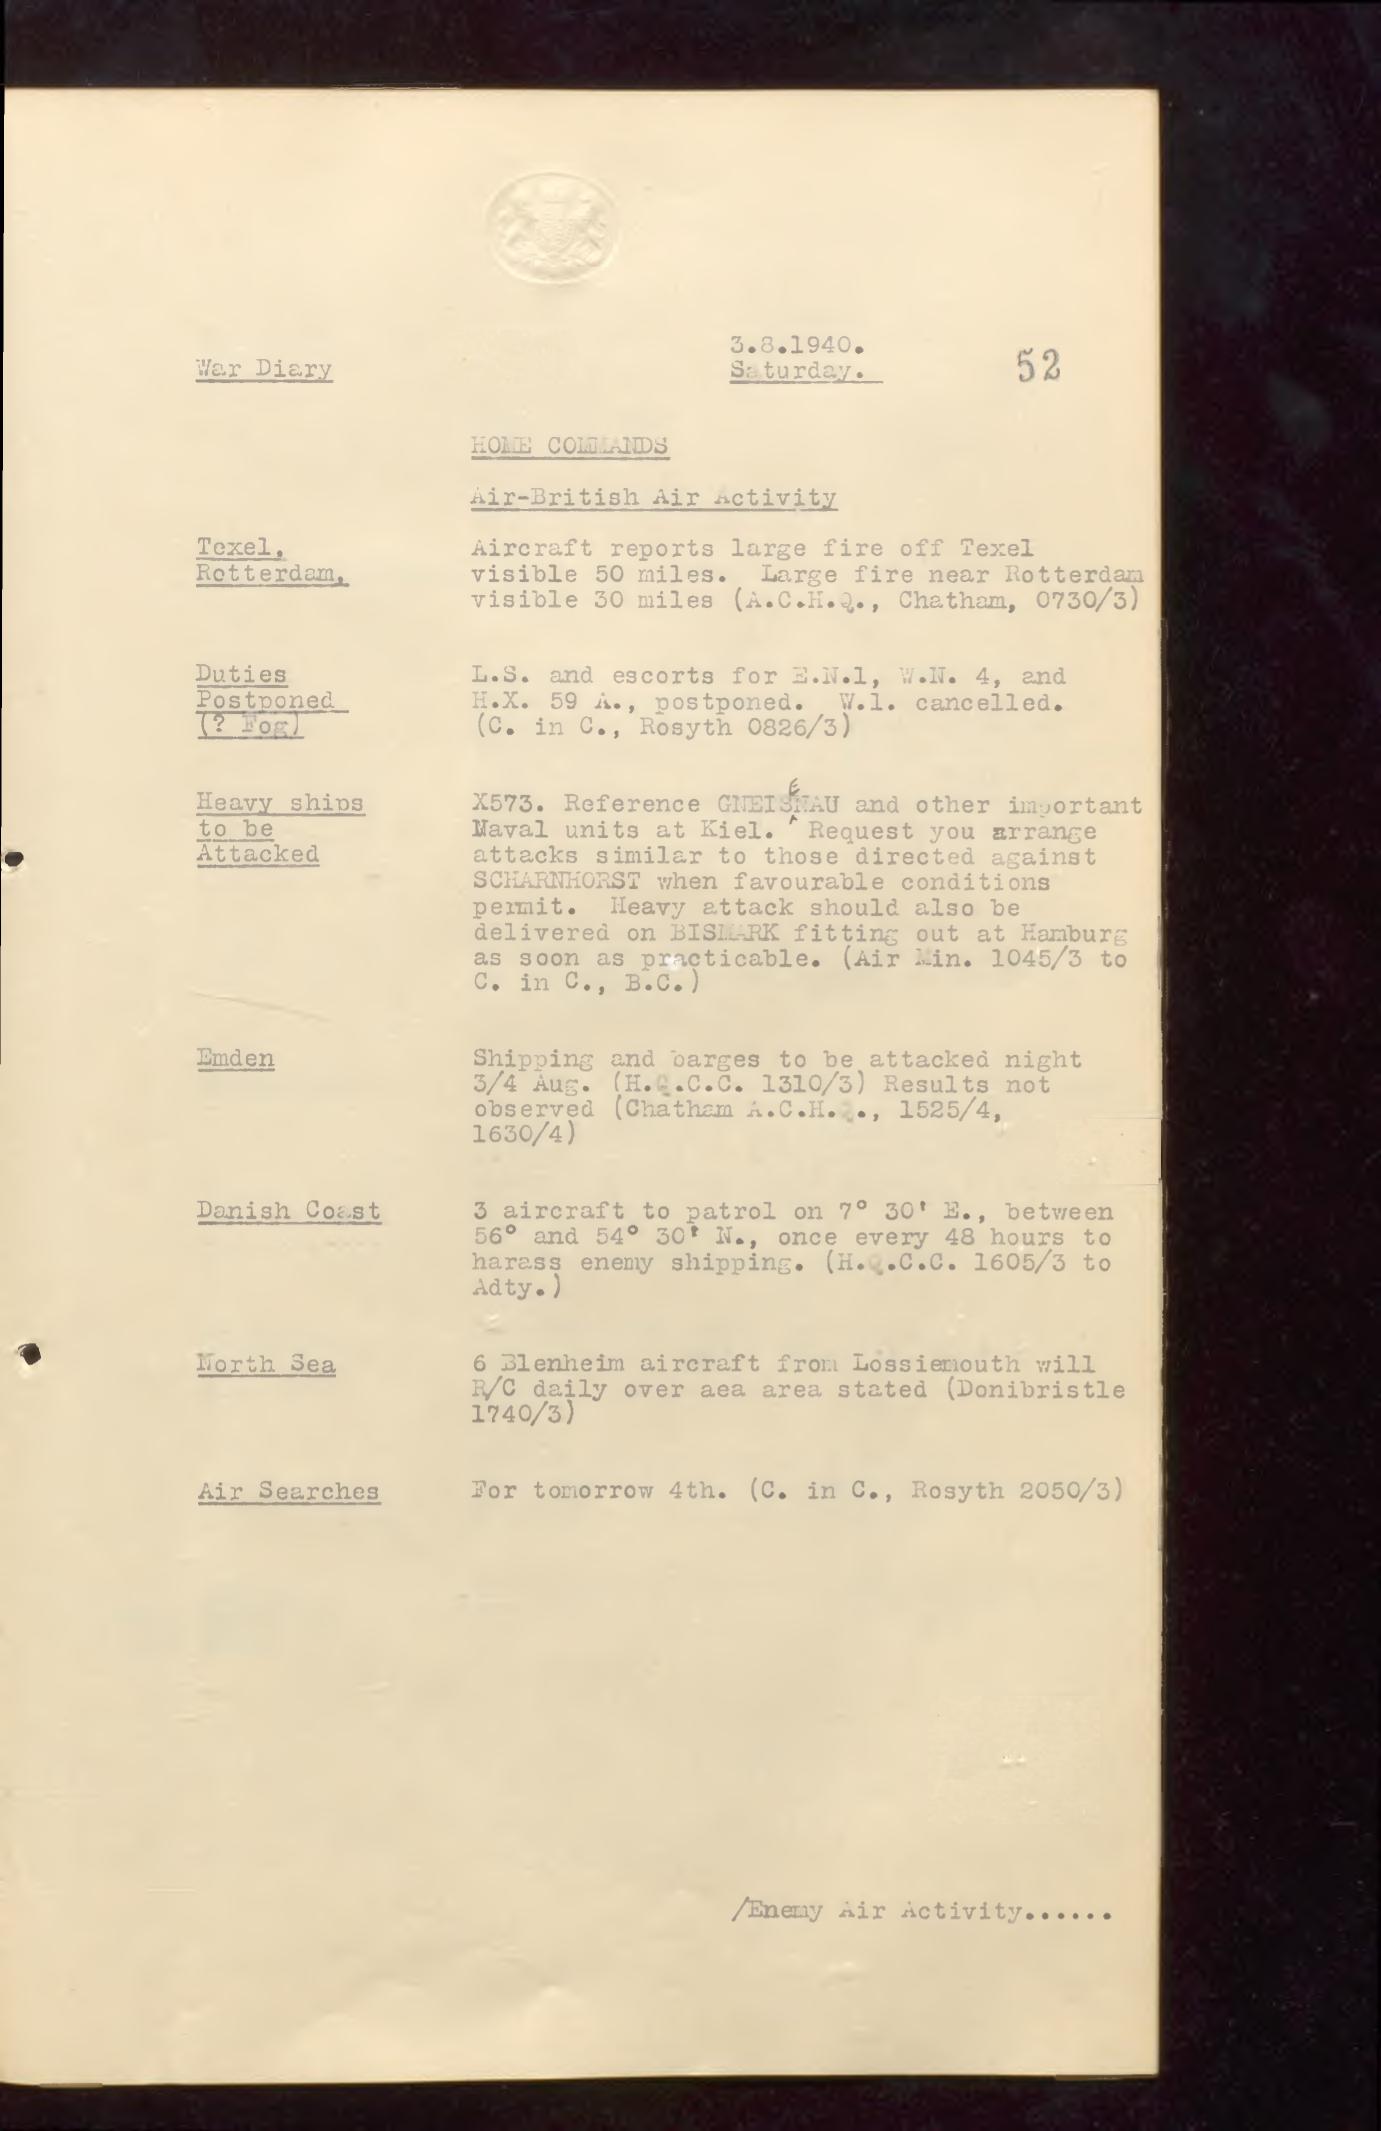 3.8.1940.
War Diary Saturday. 52
HOME COMMANDS
Air-British Air Activity
Texel, Aircraft reports large fire off Texel
Rotterdam, visible 50 miles. Large fire near Rotterdam
visible 30 miles (A.C.H.Q., Chatham, 0730/3)
Duties L.S. and escorts for E.N.1, W.N. 4, and
Postponed H.X. 59 A., postponed. W.1. cancelled.
(? Fog) (C. in C., Rosyth 0826/3)
Heavy ships X573. Reference GNEISENAU and other important
to be Naval units at Kiel. Request you arrange
Attacked attacks similar to those directed against
SCHARNHORST when favourable conditions
permit. Heavy attack should also be
delivered on BISMARK fitting out at Hamburg
as soon as practicable. (Air Min. 1045/3 to
C. in C., B.C.)
Emden Shipping and barges to be attacked night
3/4 Aug. (H.Q.C.C. 1310/3) Results not
observed (Chatham A.C.H.Q., 1525/4,
1630/4)
Danish Coast 3 aircraft to patrol on 7° 30' E., between
56° and 54° 30' N., once every 48 hours to
harass enemy shipping. (H.Q.C.C. 1605/3 to
Adty.)
North Sea 6 Blenheim aircraft from Lossiemouth will
R/C daily over aea area stated (Donibristle
1740/3)
Air Searches For tomorrow 4th. (C. in C., Rosyth 2050/3)
/Enemy Air Activity......